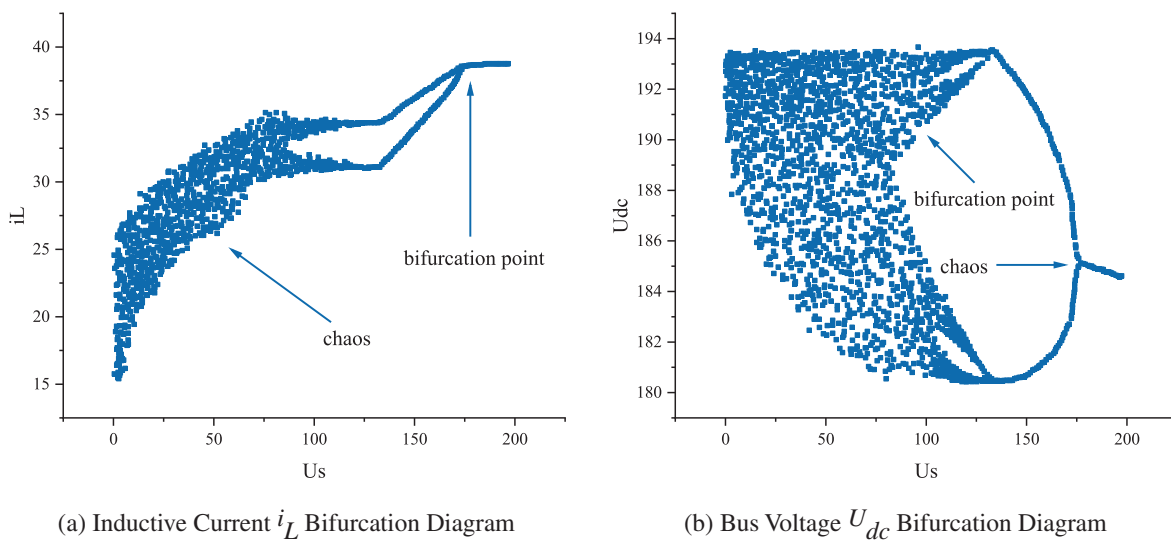 40
35
30
25
20
15
iL
0
50
100
150
200
Us
bifurcation point
chaos
(a) Inductive Current i_L Bifurcation Diagram
194
192
190
188
186
184
182
180
Udc
0
50
100
150
200
Us
bifurcation point
chaos
(b) Bus Voltage U_dc Bifurcation Diagram